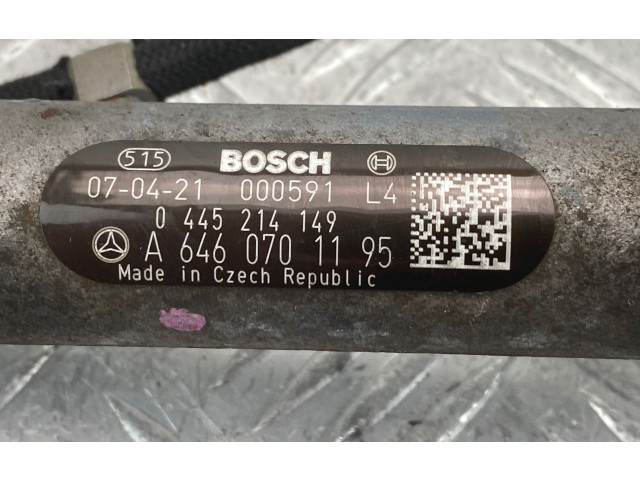 515 BOSCH
07-04-21 000591 L4
0 445 214 149
A 646 070 11 95
Made in Czech Republic